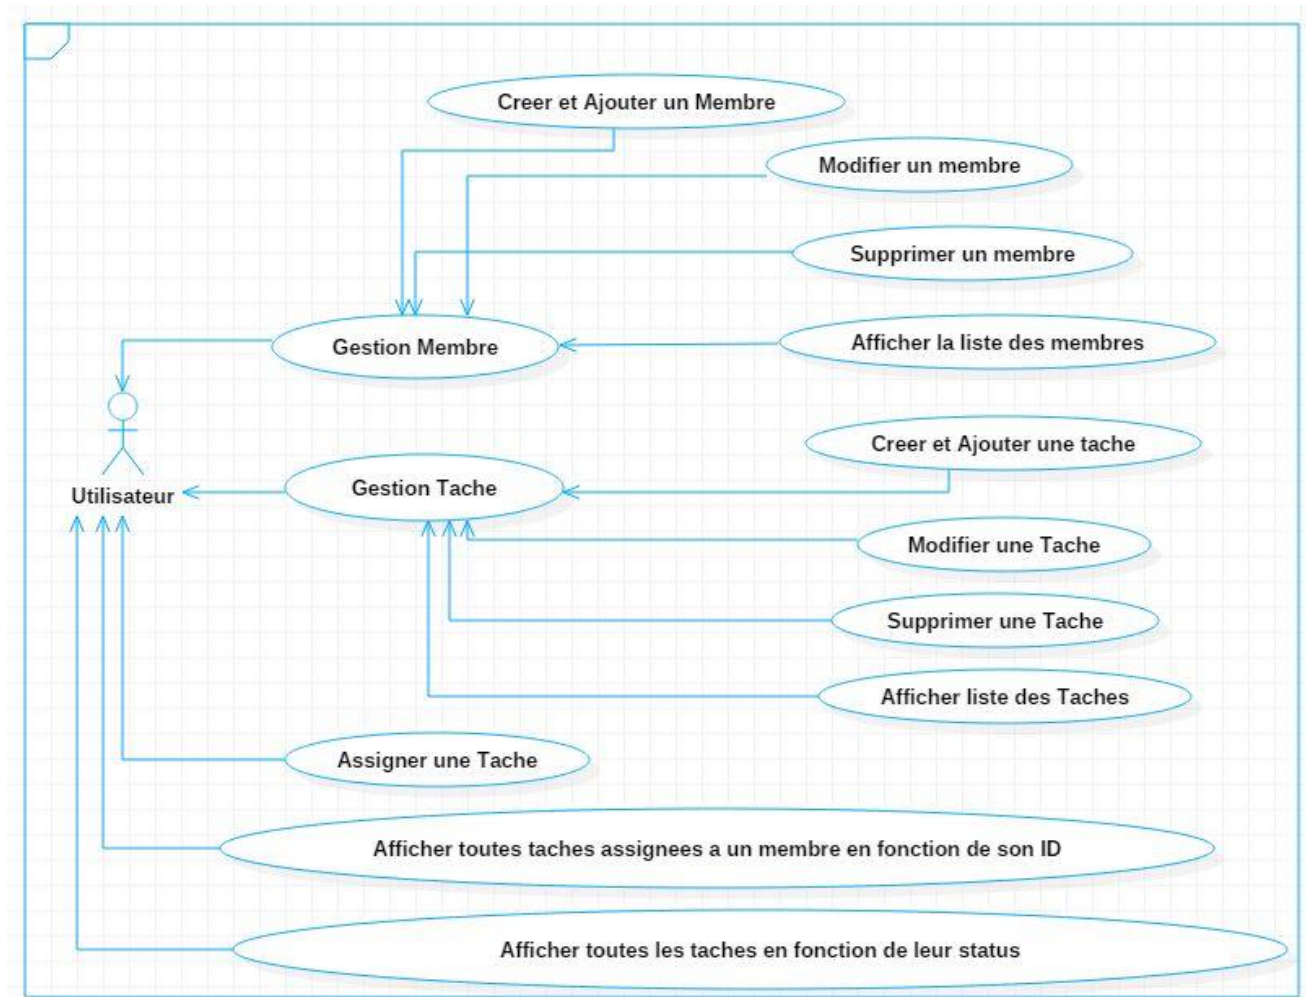 Creer et Ajouter un Membre
Modifier un membre
Supprimer un membre
Gestion Membre
Afficher la liste des membres
Creer et Ajouter une tache
Gestion Tache
Utilisateur
Modifier une Tache
Supprimer une Tache
Afficher liste des Taches
Assigner une Tache
Afficher toutes taches assignees a un membre en fonction de son ID
Afficher toutes les taches en fonction de leur status